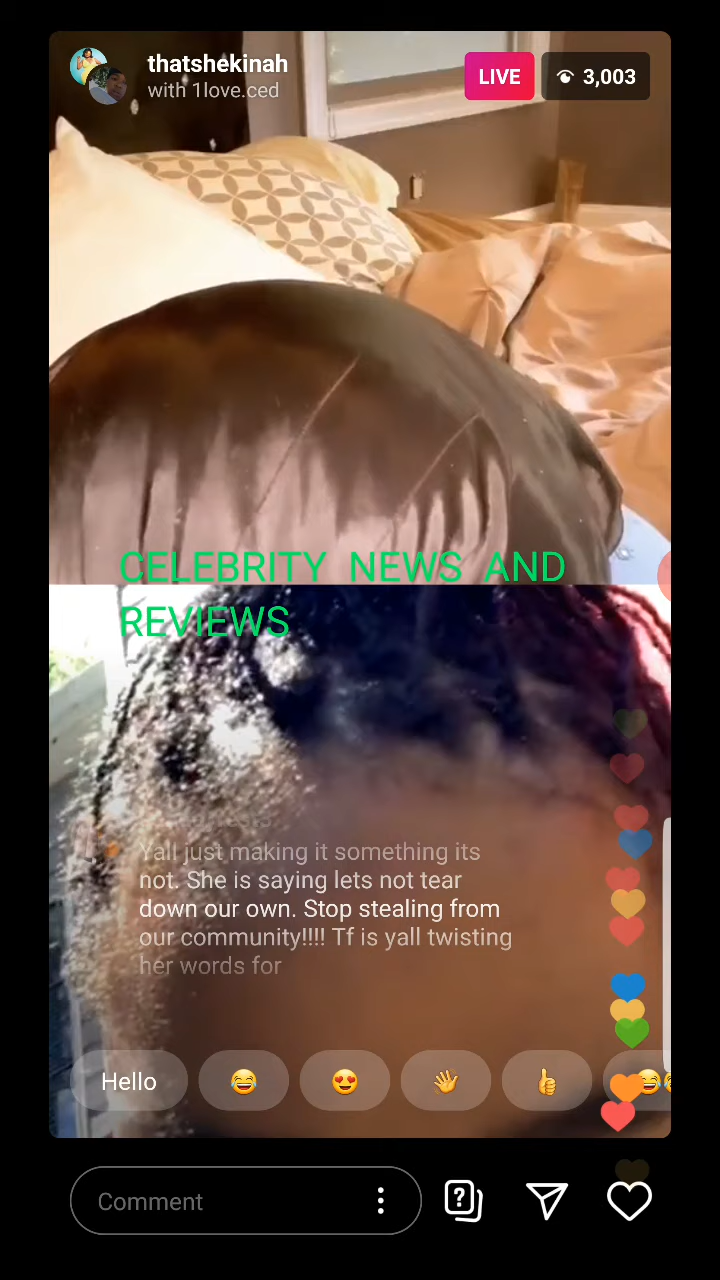 thatshekinah
with 1love.ced
LIVE
3,003
CELEBRITY NEWS AND
REVIEWS
Yall just making it something its
not. She is saying lets not tear
down our own. Stop stealing from
our community!!!! Tf is yall twisting
her words for
Hello
Comment